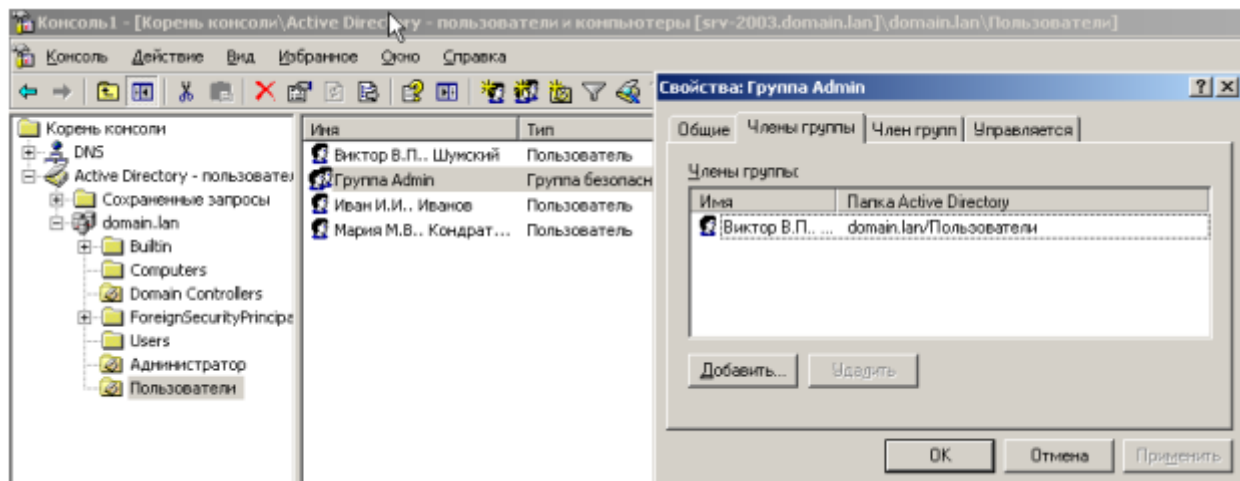 Консоль1 - [Корень консоли\Active Directory - пользователи и компьютеры [srv-2003.domain.lan]\domain.lan\Пользователи]
Консоль Действие Вид Избранное Окно Справка
Корень консоли
DNS
Active Directory - пользовател
Сохраненные запросы
domain.lan
Builtin
Computers
Domain Controllers
ForeignSecurityPrincipa
Users
Администратор
Пользователи
Имя Тип
Виктор В.П.. Шумский Пользователь
Группа Admin Группа безопасн
Иван И.И.. Иванов Пользователь
Мария М.В.. Кондрат... Пользователь
Свойства: Группа Admin
Общие Члены группы Член групп Управляется
Члены группы:
Имя Папка Active Directory
Виктор В.П.. ... domain.lan/Пользователи
Добавить... Удалить
OK Отмена Применить